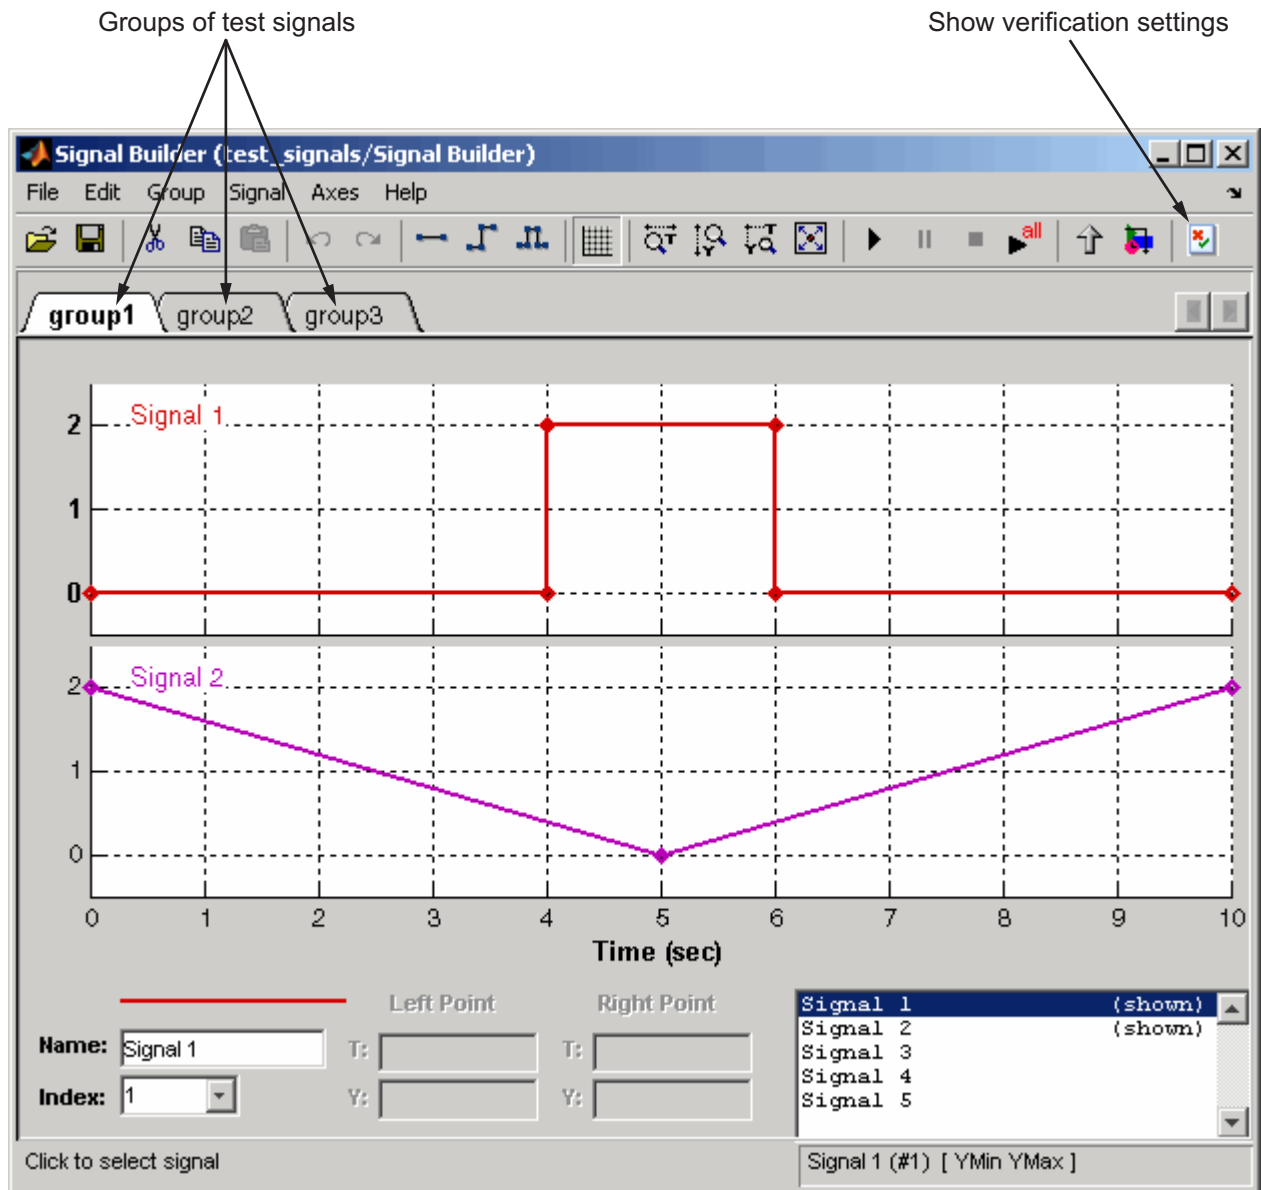 Groups of test signals
Show verification settings
Signal Builder (test_signals/Signal Builder)
File Edit Group Signal Axes Help
all
group1 group2 group3
Signal 1
2
1
0
Signal 2
2
1
0
0 1 2 3 4 5 6 7 8 9 10
Time (sec)
Left Point Right Point
Name: Signal 1 T: T:
Index: 1 Y: Y:
Signal 1 (shown)
Signal 2 (shown)
Signal 3
Signal 4
Signal 5
Click to select signal
Signal 1 (#1) [ YMin YMax ]